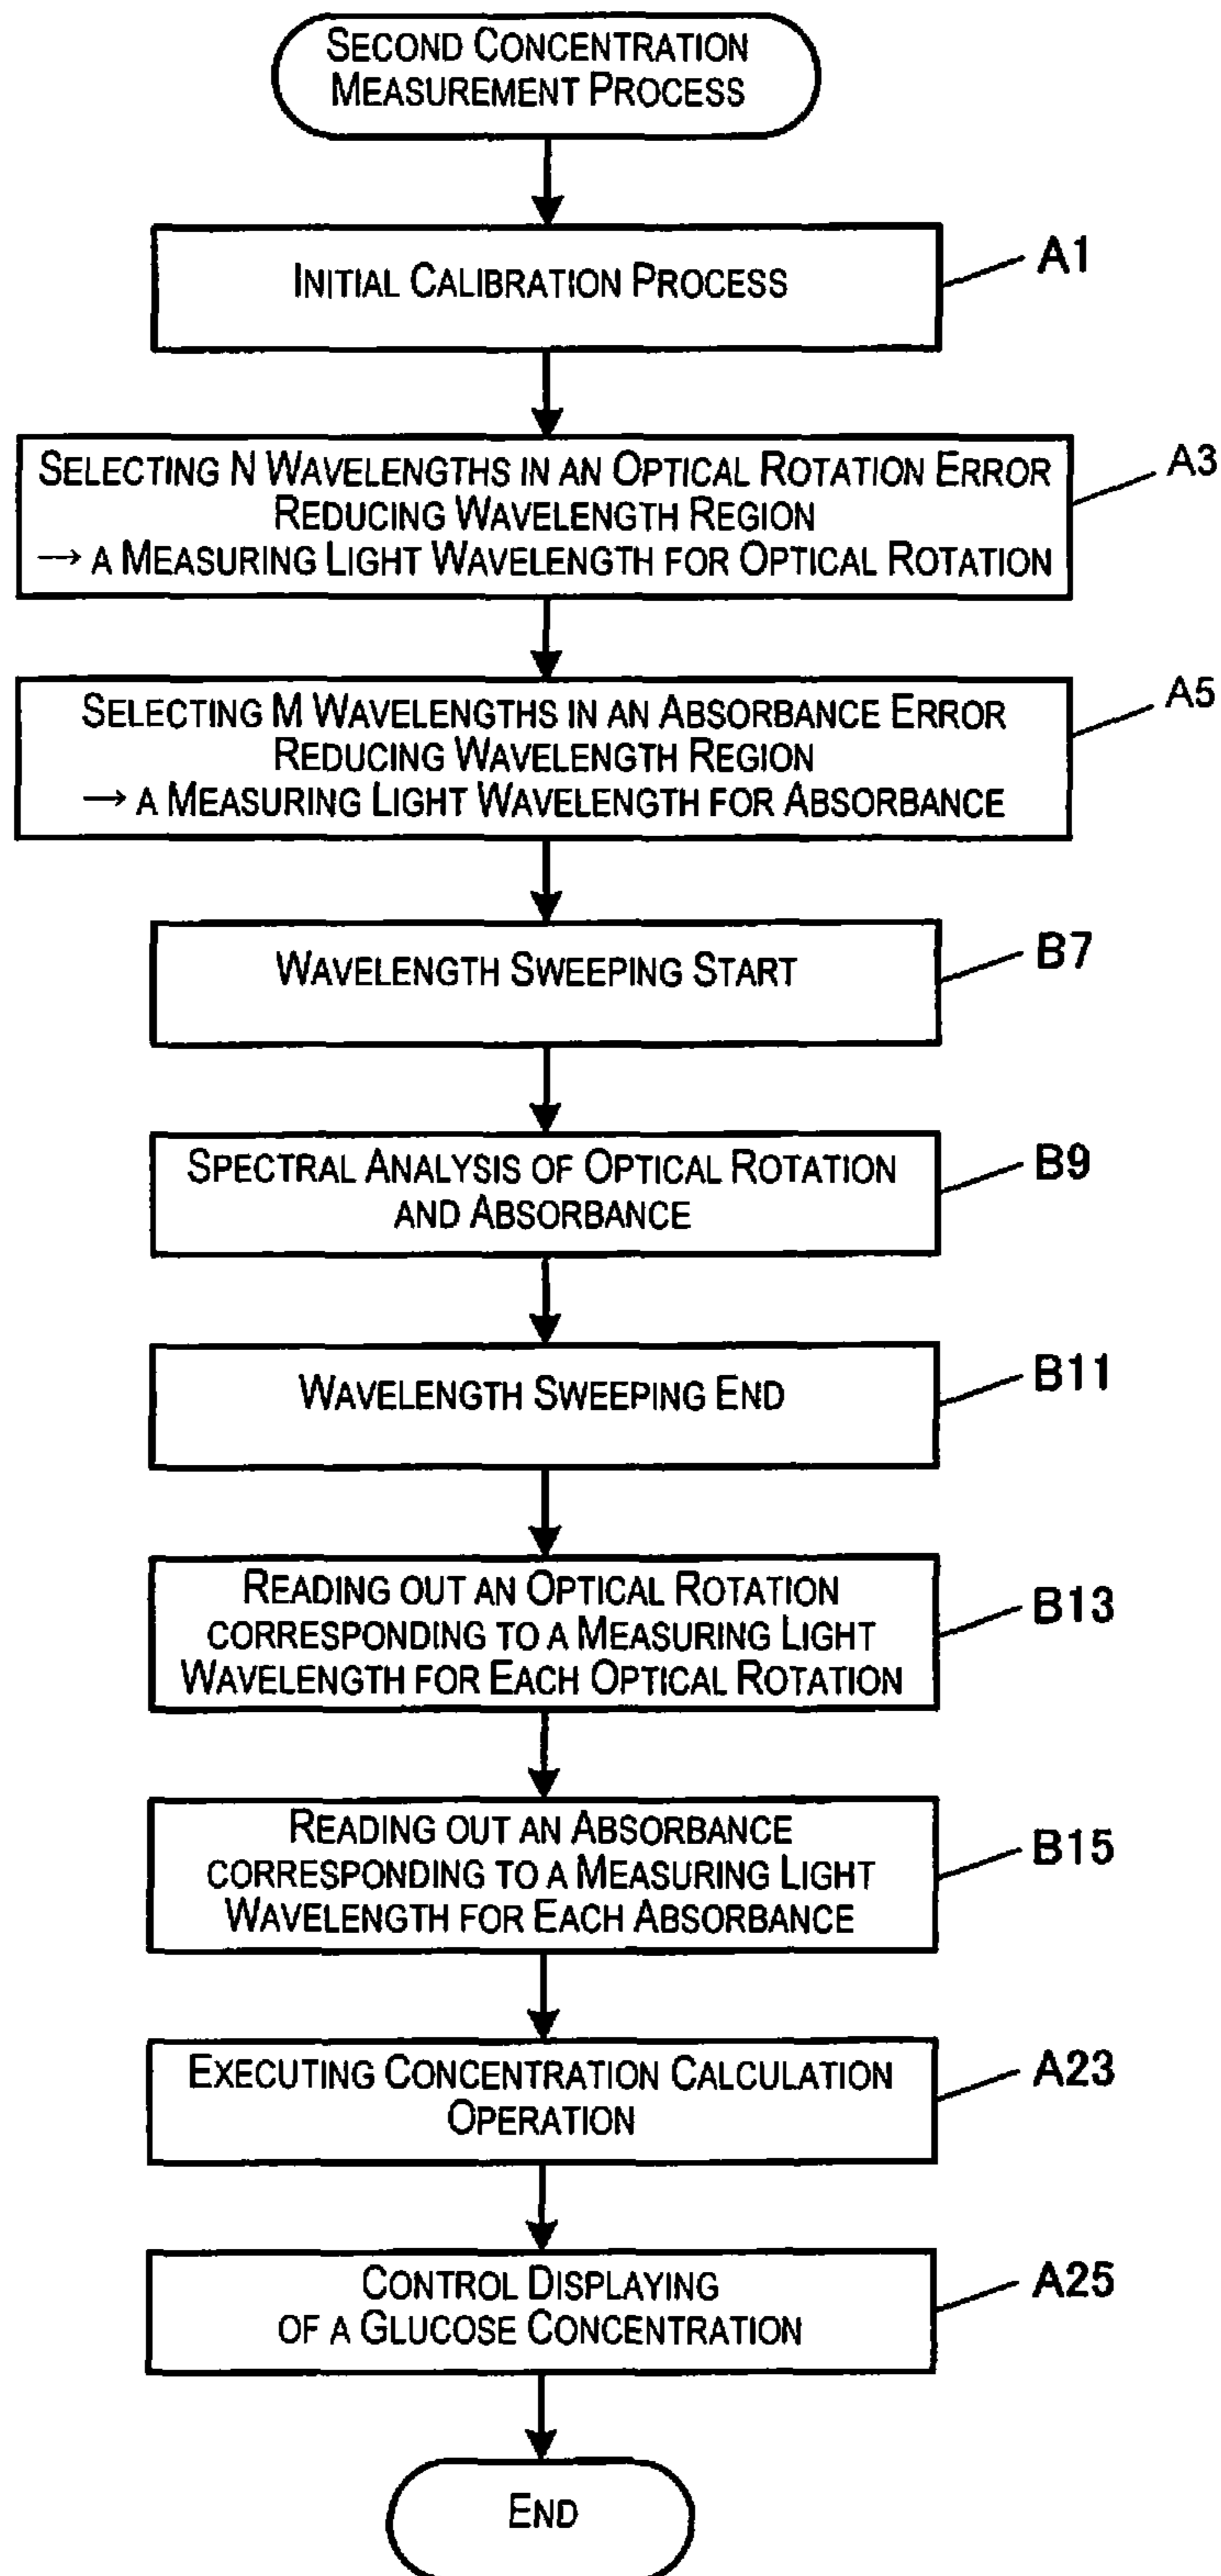 SECOND CONCENTRATION
MEASUREMENT PROCESS
INITIAL CALIBRATION PROCESS
A1
SELECTING N WAVELENGTHS IN AN OPTICAL ROTATION ERROR
REDUCING WAVELENGTH REGION
→ A MEASURING LIGHT WAVELENGTH FOR OPTICAL ROTATION
A3
SELECTING M WAVELENGTHS IN AN ABSORBANCE ERROR
REDUCING WAVELENGTH REGION
→ A MEASURING LIGHT WAVELENGTH FOR ABSORBANCE
A5
WAVELENGTH SWEEPING START
B7
SPECTRAL ANALYSIS OF OPTICAL ROTATION
AND ABSORBANCE
B9
WAVELENGTH SWEEPING END
B11
READING OUT AN OPTICAL ROTATION
CORRESPONDING TO A MEASURING LIGHT
WAVELENGTH FOR EACH OPTICAL ROTATION
B13
READING OUT AN ABSORBANCE
CORRESPONDING TO A MEASURING LIGHT
WAVELENGTH FOR EACH ABSORBANCE
B15
EXECUTING CONCENTRATION CALCULATION
OPERATION
A23
CONTROL DISPLAYING
OF A GLUCOSE CONCENTRATION
A25
END